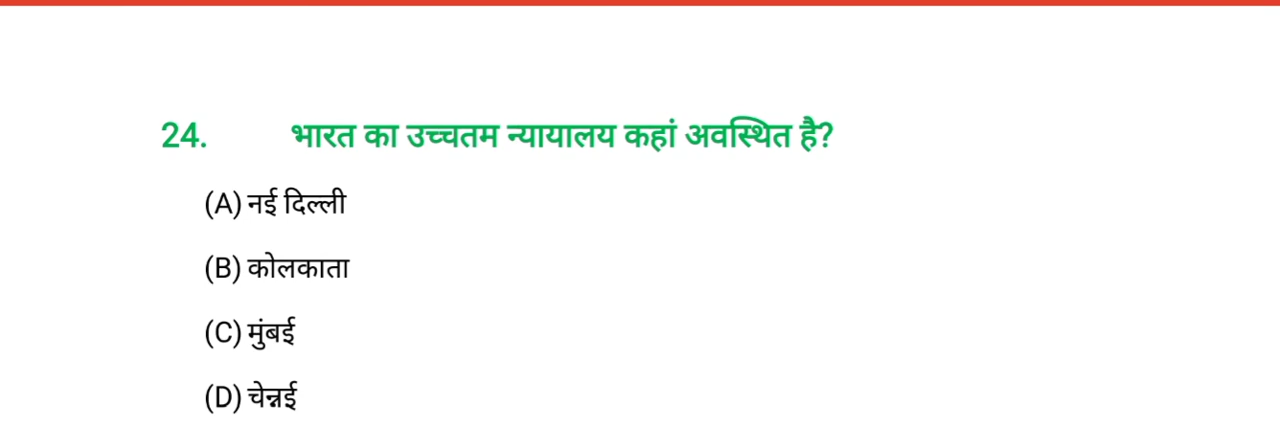 24. भारत का उच्चतम न्यायालय कहां अवस्थित है?
(A) नई दिल्ली
(B) कोलकाता
(C) मुंबई
(D) चेन्नई